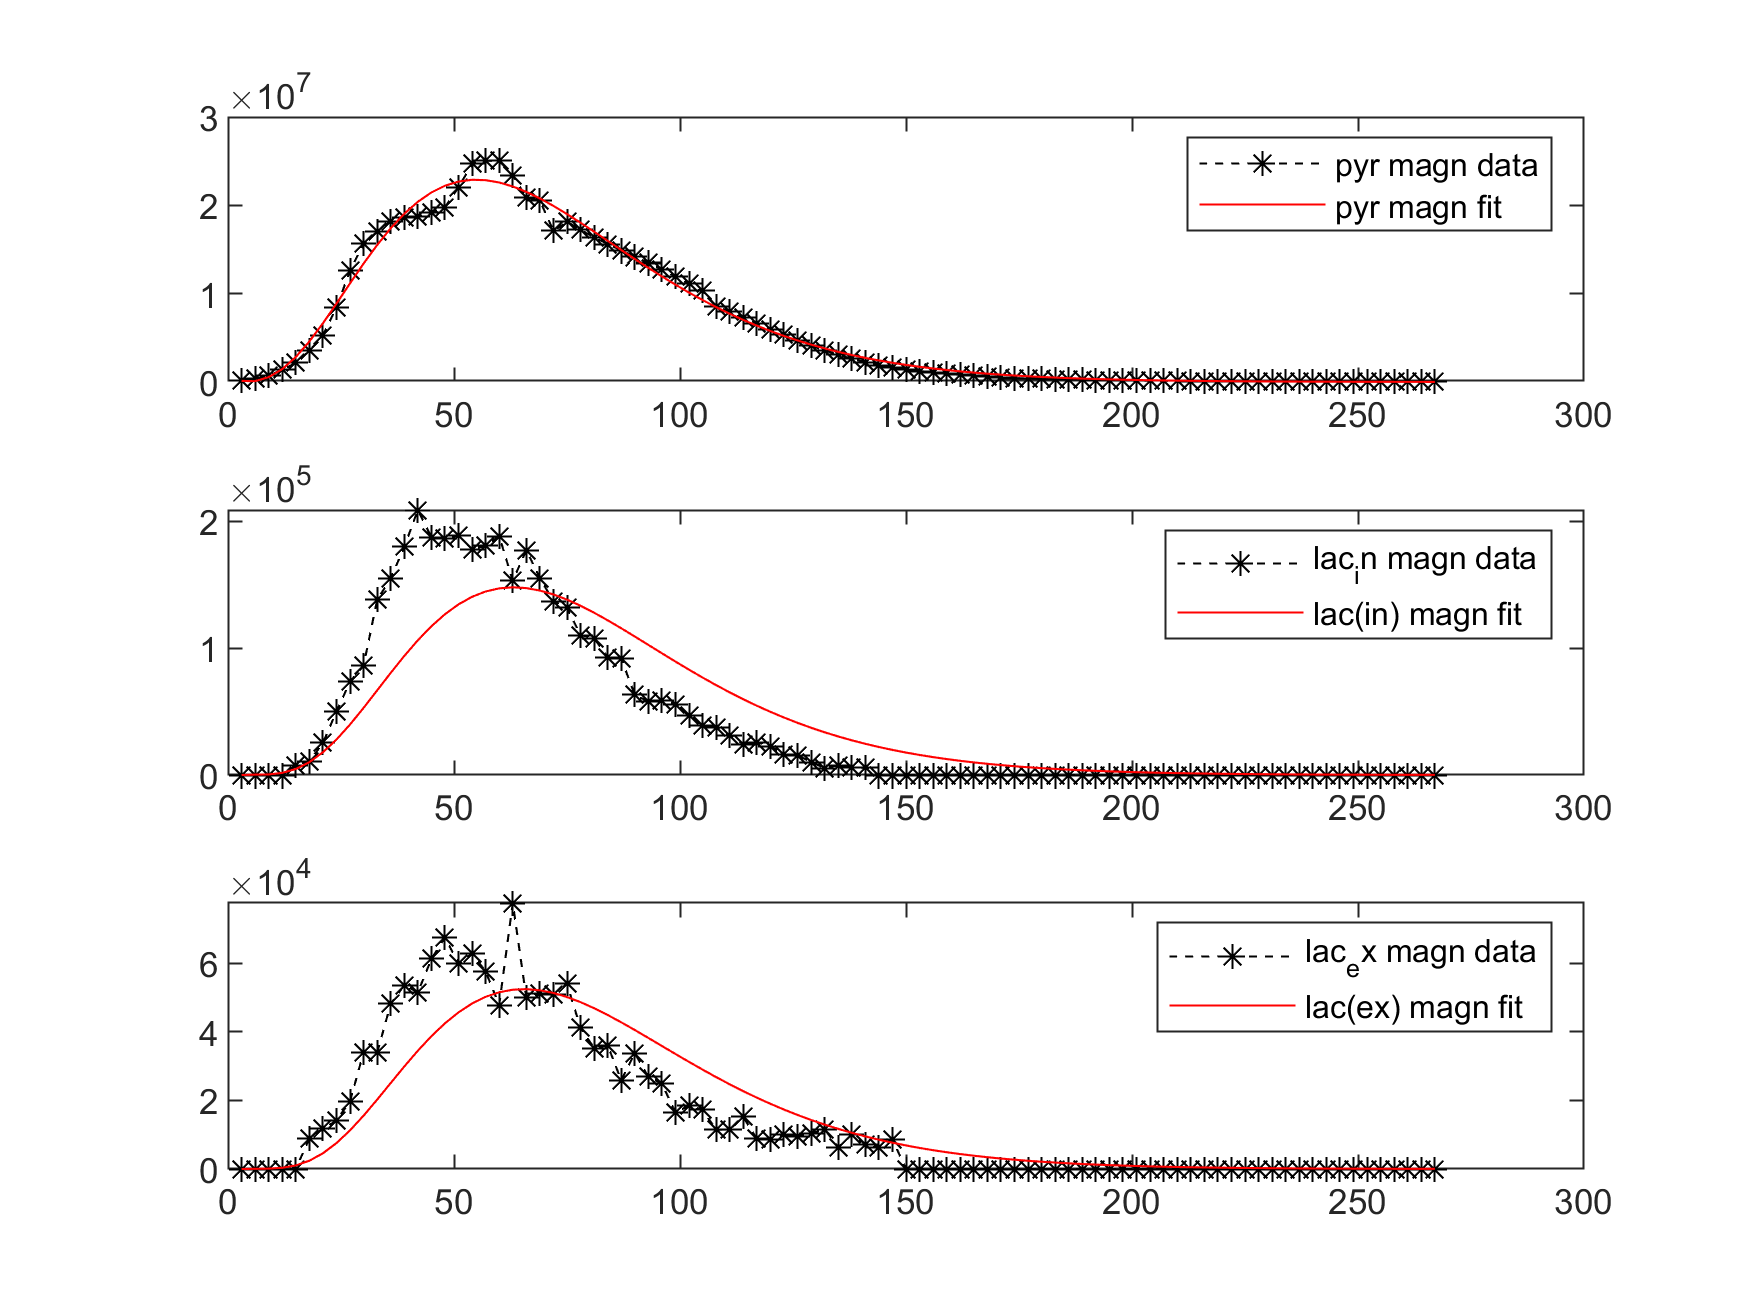 ×10^7
3
2
1
0
0 50 100 150 200 250 300
pyr magn data
pyr magn fit
×10^5
2
1
0
0 50 100 150 200 250 300
lac_in magn data
lac(in) magn fit
×10^4
6
4
2
0
0 50 100 150 200 250 300
lac_ex magn data
lac(ex) magn fit